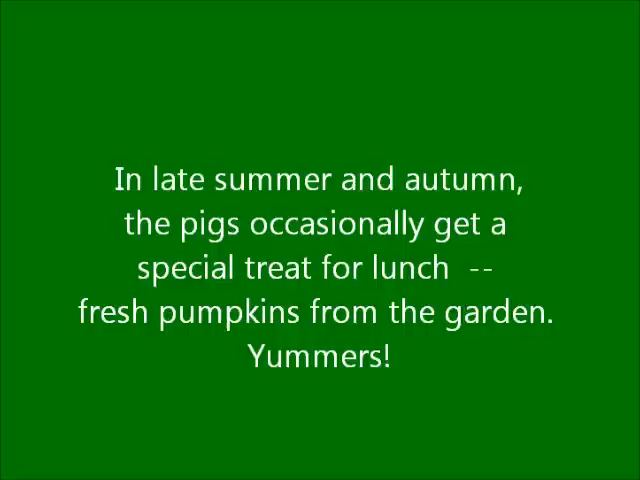 In late summer and autumn,
the pigs occasionally get a
special treat for lunch  --
fresh pumpkins from the garden.
Yummers!